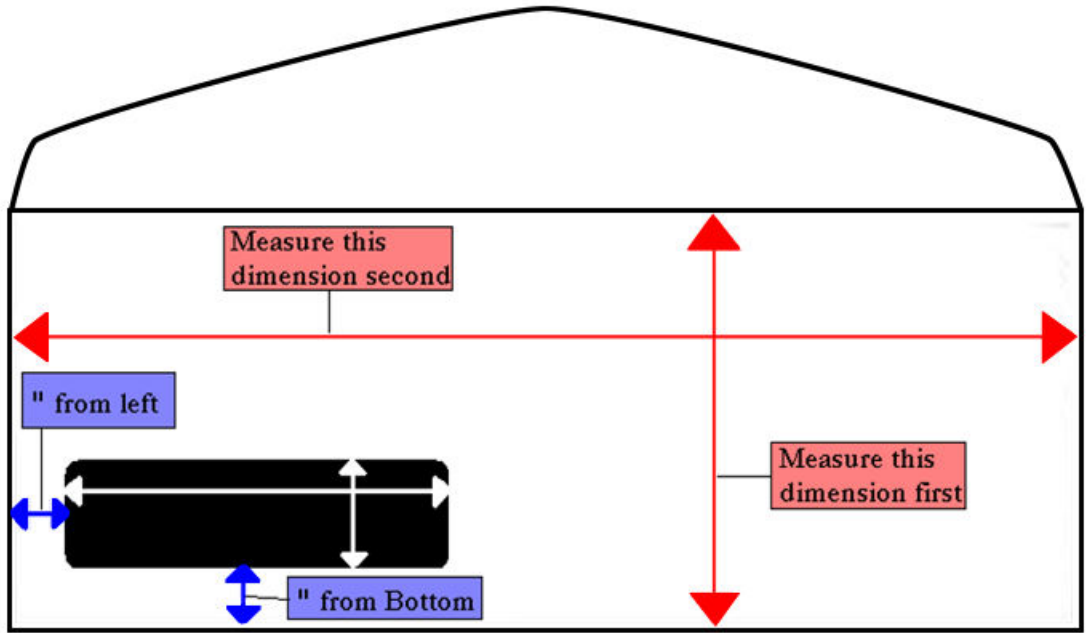 Measure this
dimension second
" from left
Measure this
dimension first
" from Bottom